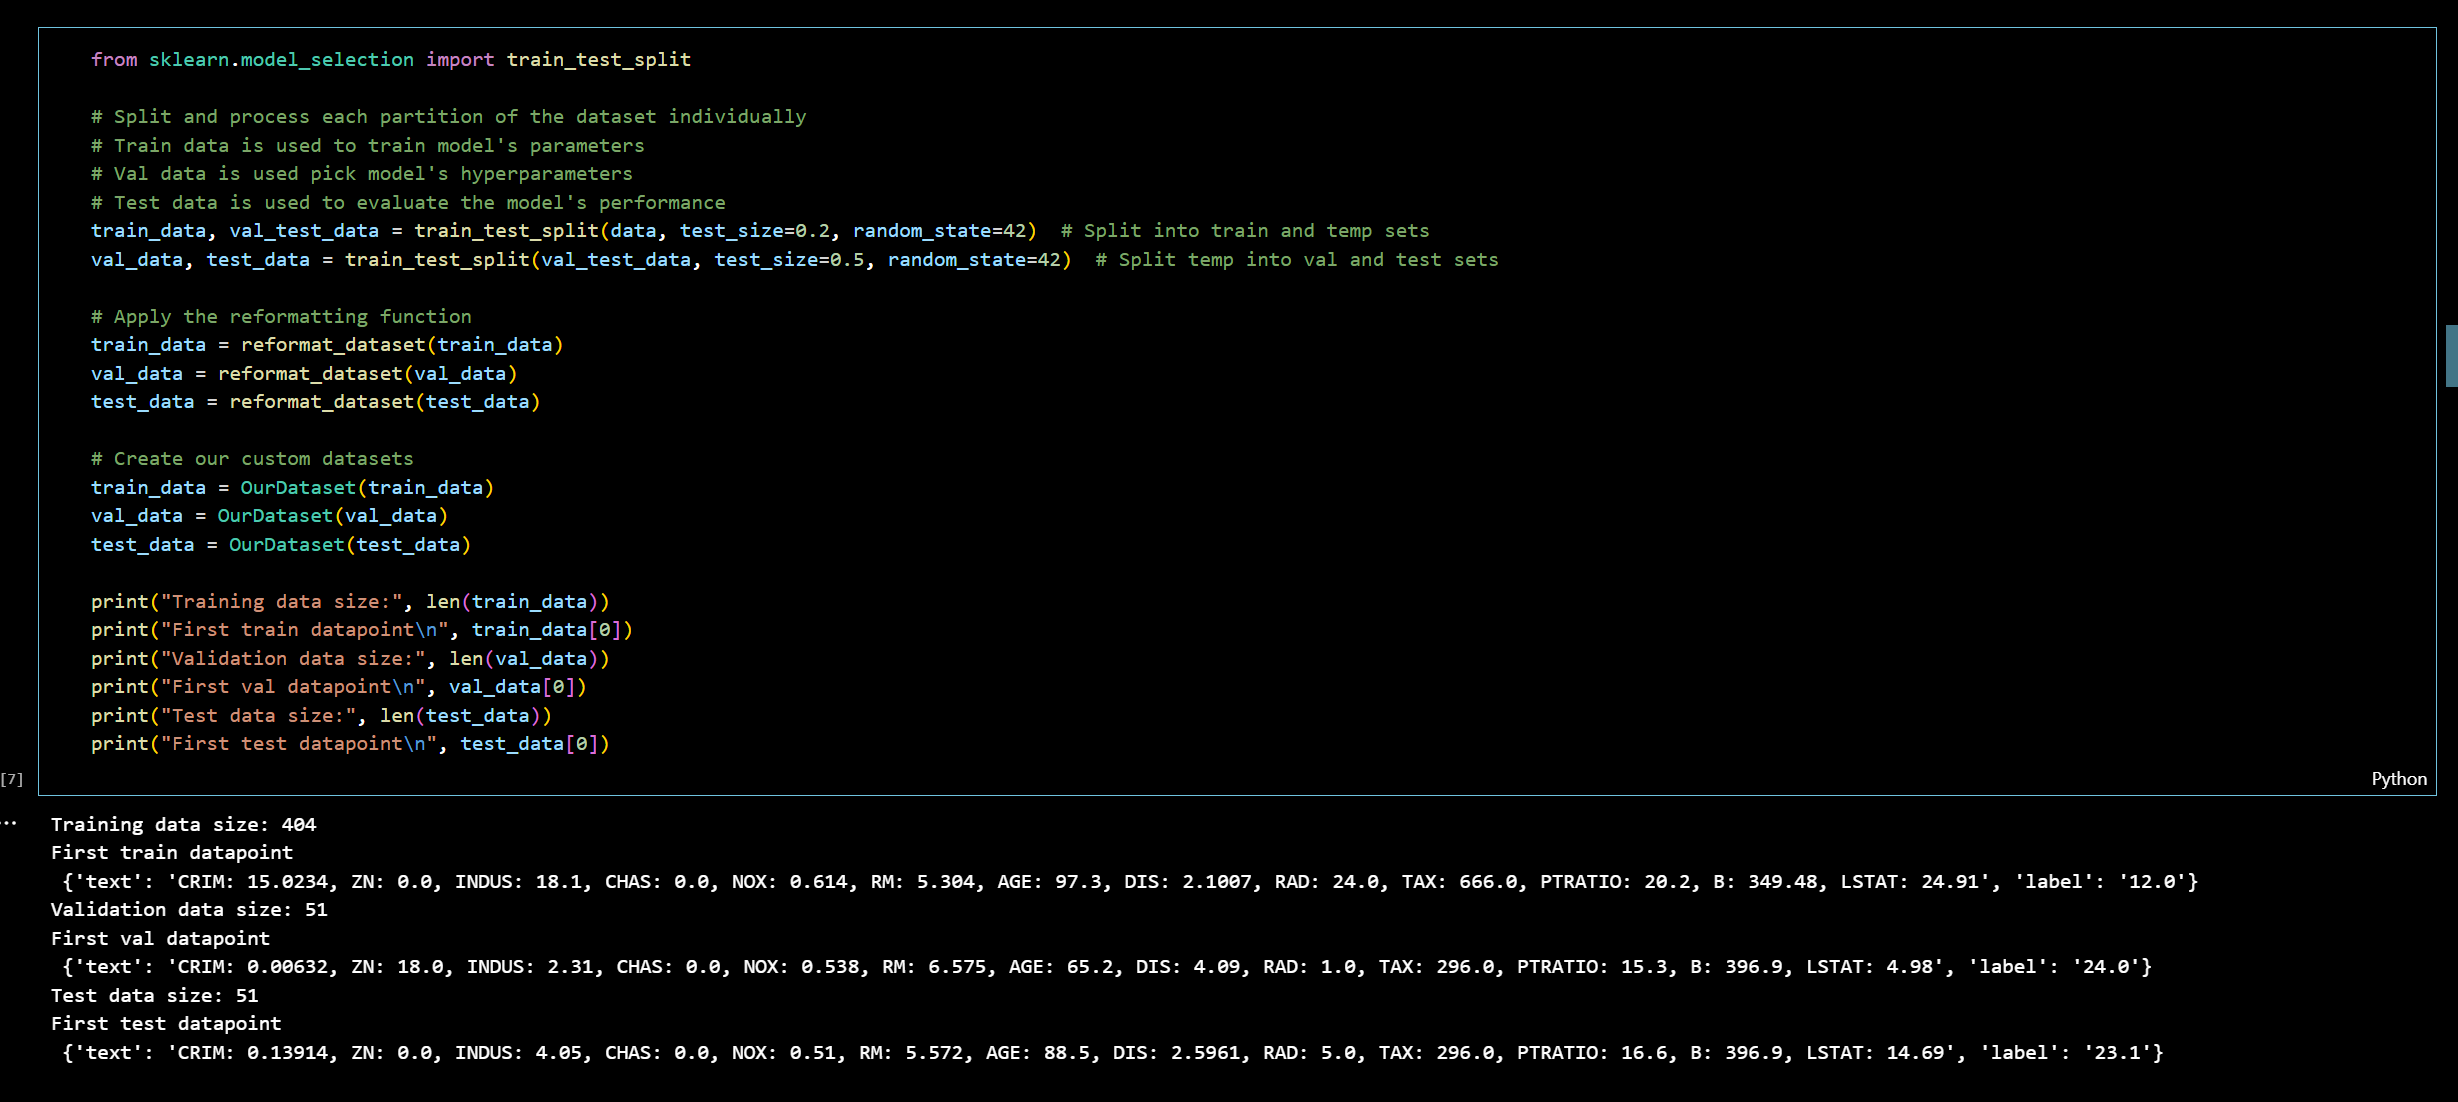 from sklearn.model_selection import train_test_split
# Split and process each partition of the dataset individually
# Train data is used to train model's parameters
# Val data is used pick model's hyperparameters
# Test data is used to evaluate the model's performance
train_data, val_test_data = train_test_split(data, test_size=0.2, random_state=42)  # Split into train and temp sets
val_data, test_data = train_test_split(val_test_data, test_size=0.5, random_state=42)  # Split temp into val and test sets
# Apply the reformatting function
train_data = reformat_dataset(train_data)
val_data = reformat_dataset(val_data)
test_data = reformat_dataset(test_data)
# Create our custom datasets
train_data = OurDataset(train_data)
val_data = OurDataset(val_data)
test_data = OurDataset(test_data)
print("Training data size:", len(train_data))
print("First train datapoint\n", train_data[0])
print("Validation data size:", len(val_data))
print("First val datapoint\n", val_data[0])
print("Test data size:", len(test_data))
print("First test datapoint\n", test_data[0])
[7]
Python
...
Training data size: 404
First train datapoint
 {'text': 'CRIM: 15.0234, ZN: 0.0, INDUS: 18.1, CHAS: 0.0, NOX: 0.614, RM: 5.304, AGE: 97.3, DIS: 2.1007, RAD: 24.0, TAX: 666.0, PTRATIO: 20.2, B: 349.48, LSTAT: 24.91', 'label': '12.0'}
Validation data size: 51
First val datapoint
 {'text': 'CRIM: 0.00632, ZN: 18.0, INDUS: 2.31, CHAS: 0.0, NOX: 0.538, RM: 6.575, AGE: 65.2, DIS: 4.09, RAD: 1.0, TAX: 296.0, PTRATIO: 15.3, B: 396.9, LSTAT: 4.98', 'label': '24.0'}
Test data size: 51
First test datapoint
 {'text': 'CRIM: 0.13914, ZN: 0.0, INDUS: 4.05, CHAS: 0.0, NOX: 0.51, RM: 5.572, AGE: 88.5, DIS: 2.5961, RAD: 5.0, TAX: 296.0, PTRATIO: 16.6, B: 396.9, LSTAT: 14.69', 'label': '23.1'}